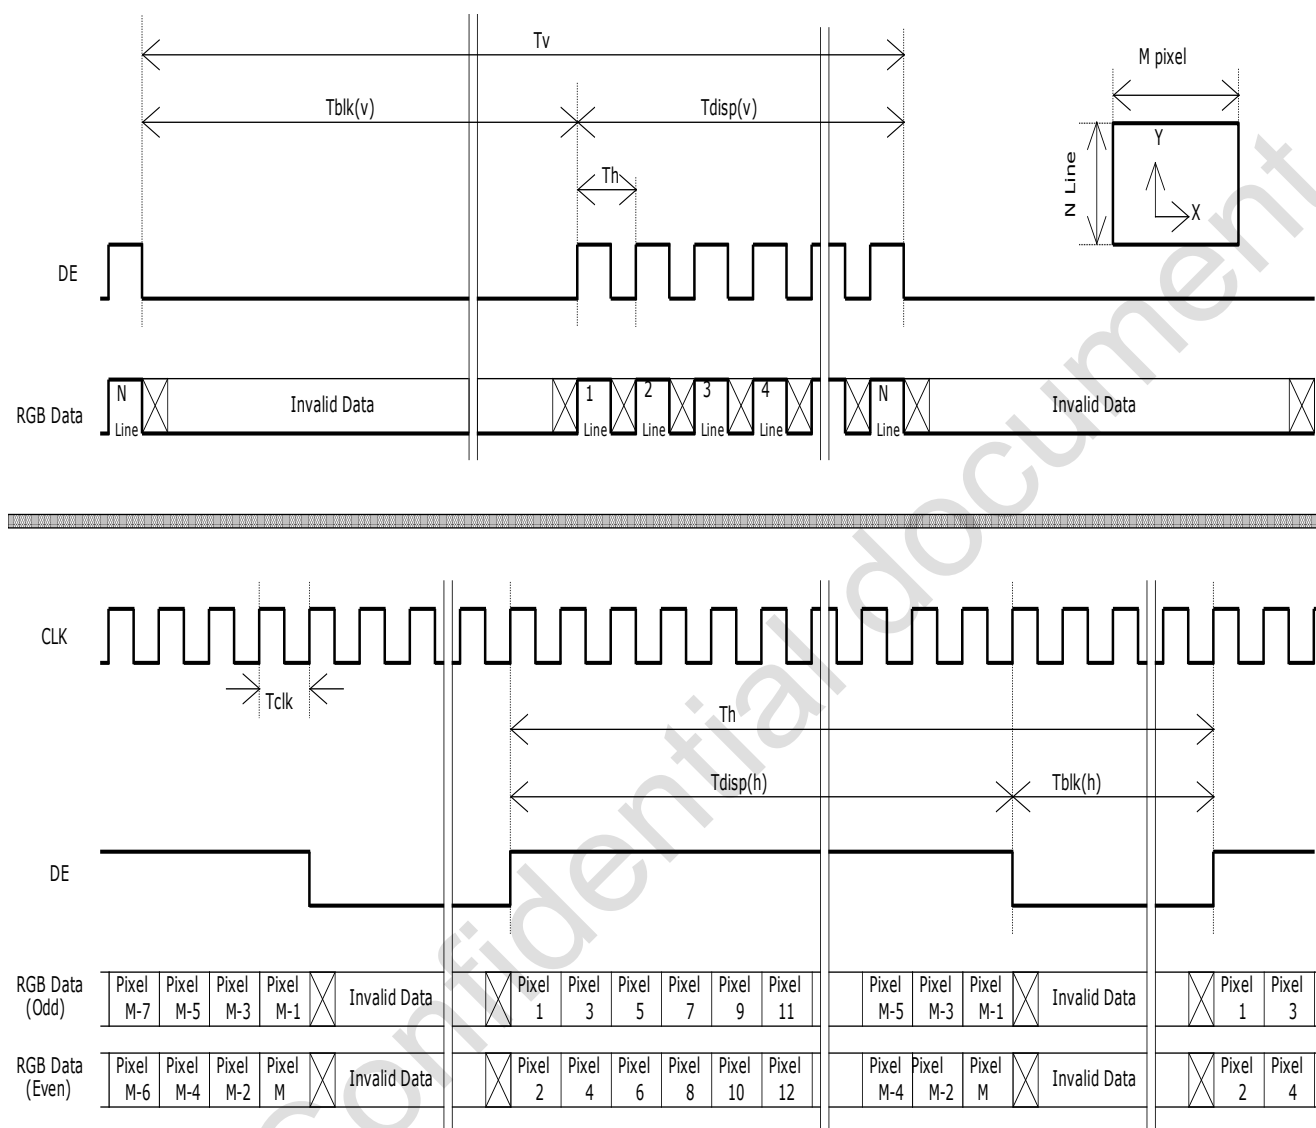 Tv
M pixel
Tblk(v)
Tdisp(v)
Y
N Line
Th
X
DE
RGB Data
N
Line
Invalid Data
1
Line
2
Line
3
Line
4
Line
N
Line
Invalid Data
CLK
Tclk
Th
Tdisp(h)
Tblk(h)
DE
RGB Data
(Odd)
Pixel
M-7
Pixel
M-5
Pixel
M-3
Pixel
M-1
Invalid Data
Pixel
1
Pixel
3
Pixel
5
Pixel
7
Pixel
9
Pixel
11
Pixel
M-5
Pixel
M-3
Pixel
M-1
Invalid Data
Pixel
1
Pixel
3
RGB Data
(Even)
Pixel
M-6
Pixel
M-4
Pixel
M-2
Pixel
M
Invalid Data
Pixel
2
Pixel
4
Pixel
6
Pixel
8
Pixel
10
Pixel
12
Pixel
M-4
Pixel
M-2
Pixel
M
Invalid Data
Pixel
2
Pixel
4
Confidential document